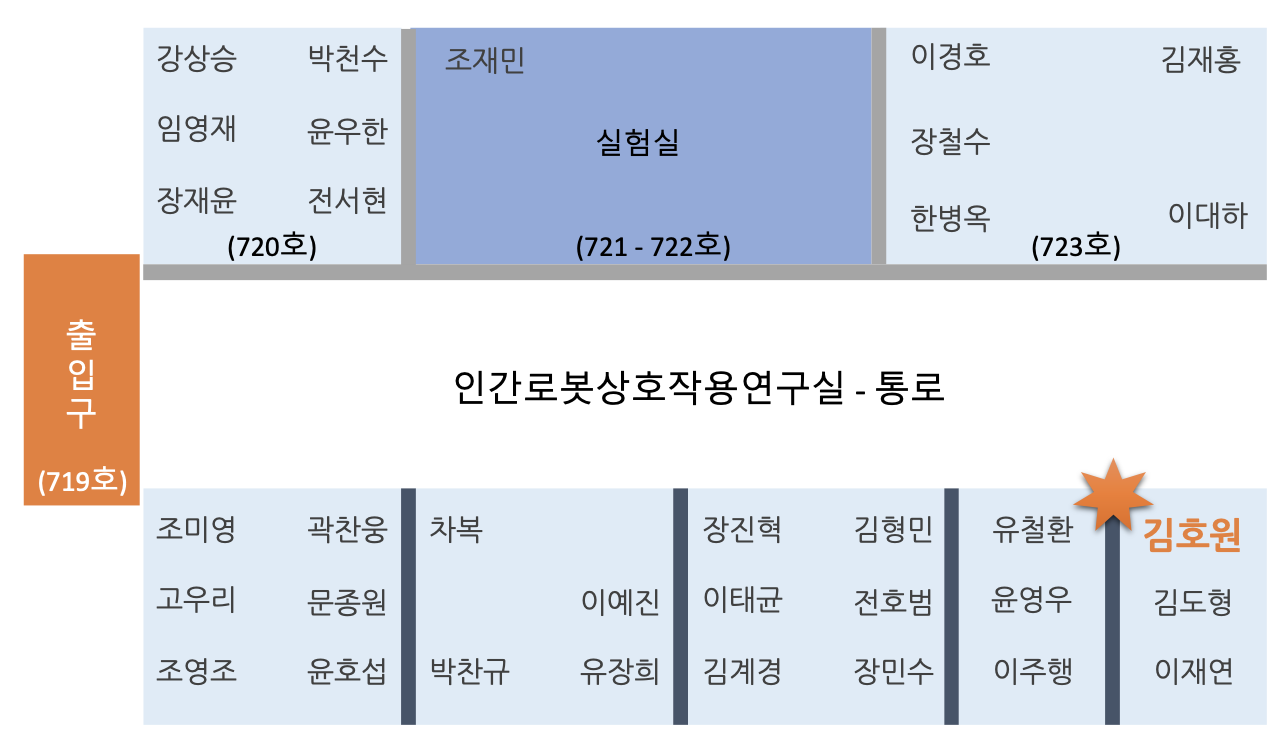 강상승 박천수
임영재 윤우한
장재윤 전서현
(720호)
조재민
실험실
(721 - 722호)
이경호 김재홍
장철수
한병옥 이대하
(723호)
출
입
구
(719호)
인간로봇상호작용연구실 - 통로
조미영 곽찬웅
고우리 문종원
조영조 윤호섭
차복
이예진
박찬규 유장희
장진혁 김형민
이태균 전호범
김계경 장민수
유철환
윤영우
이주행
김호원
김도형
이재연